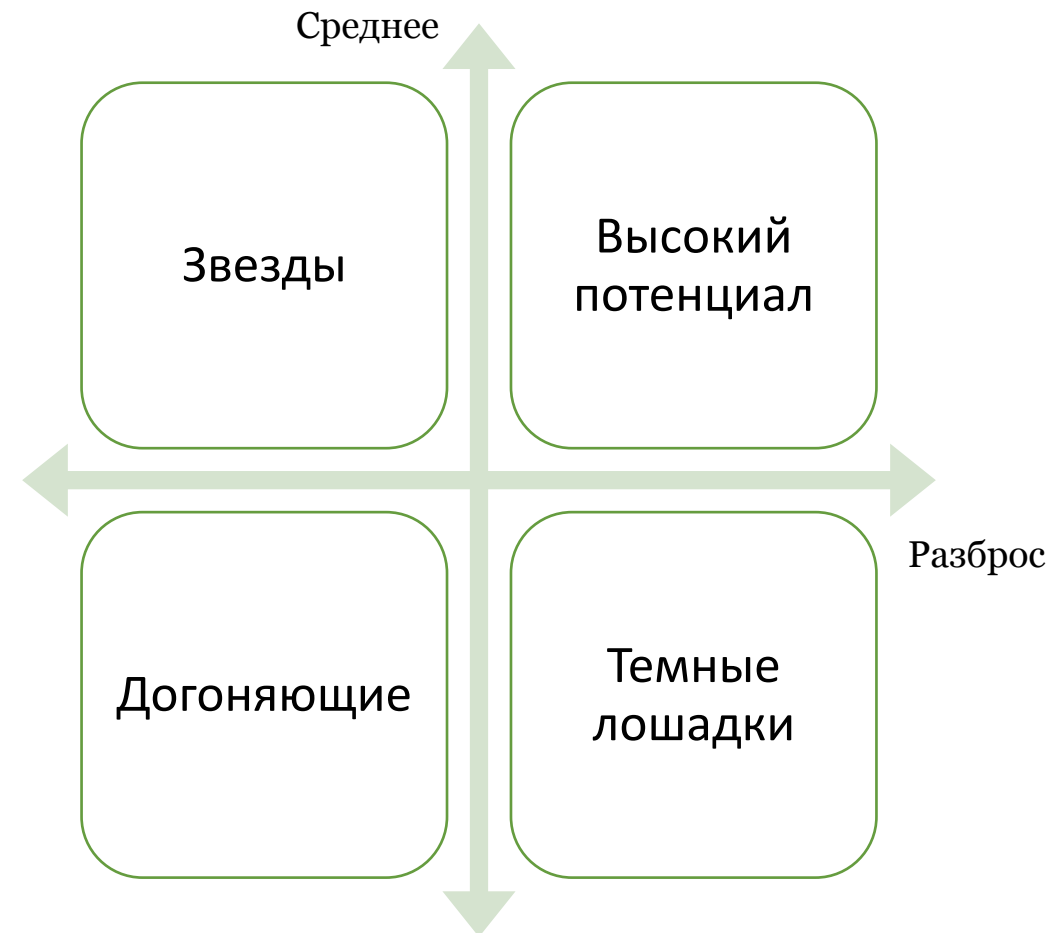 Среднее
Звезды
Высокий
потенциал
Разброс
Догоняющие
Темные
лошадки